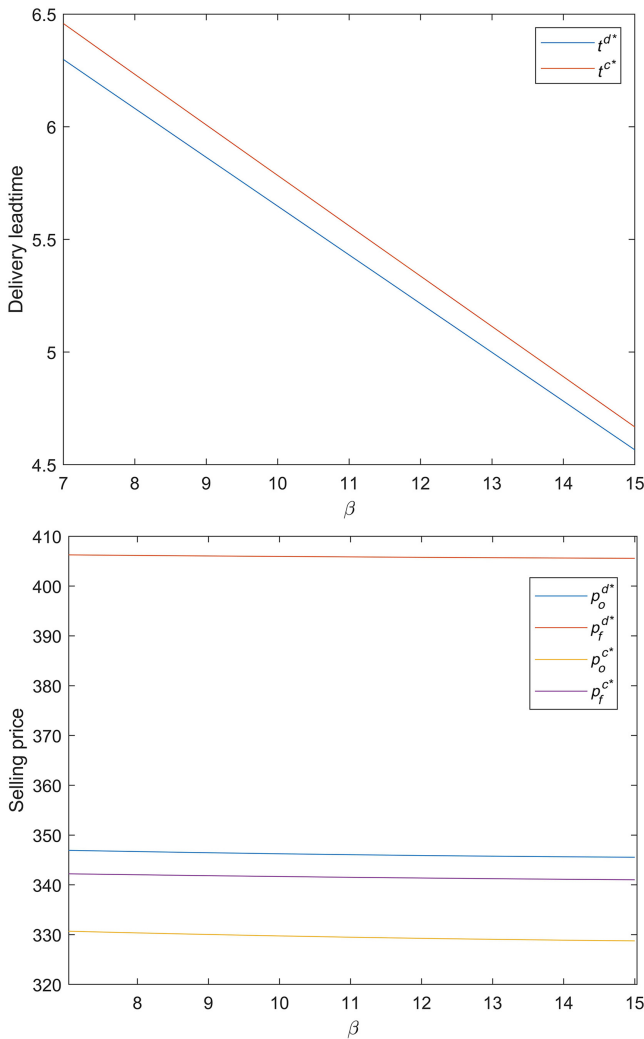 6.5
6
5.5
5
4.5
Delivery leadtime
t^{d*}
t^{c*}
7 8 9 10 11 12 13 14 15
β
410
400
390
380
370
360
350
340
330
320
Selling price
p_o^{d*}
p_f^{d*}
p_o^{c*}
p_f^{c*}
8 9 10 11 12 13 14 15
β